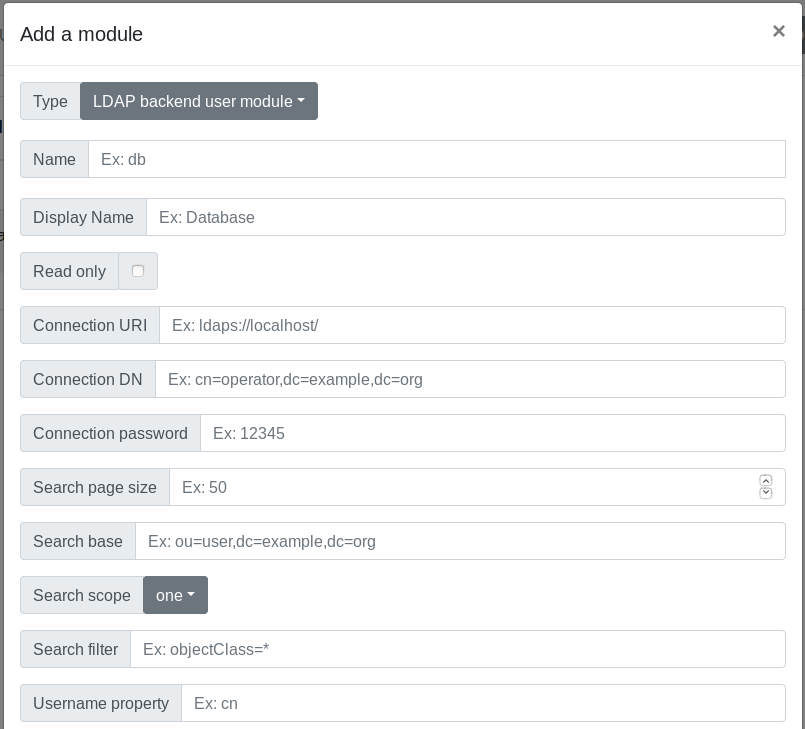 Add a module ×
Type LDAP backend user module
Name Ex: db
Display Name Ex: Database
Read only
Connection URI Ex: ldaps://localhost/
Connection DN Ex: cn=operator,dc=example,dc=org
Connection password Ex: 12345
Search page size Ex: 50
Search base Ex: ou=user,dc=example,dc=org
Search scope one
Search filter Ex: objectClass=*
Username property Ex: cn